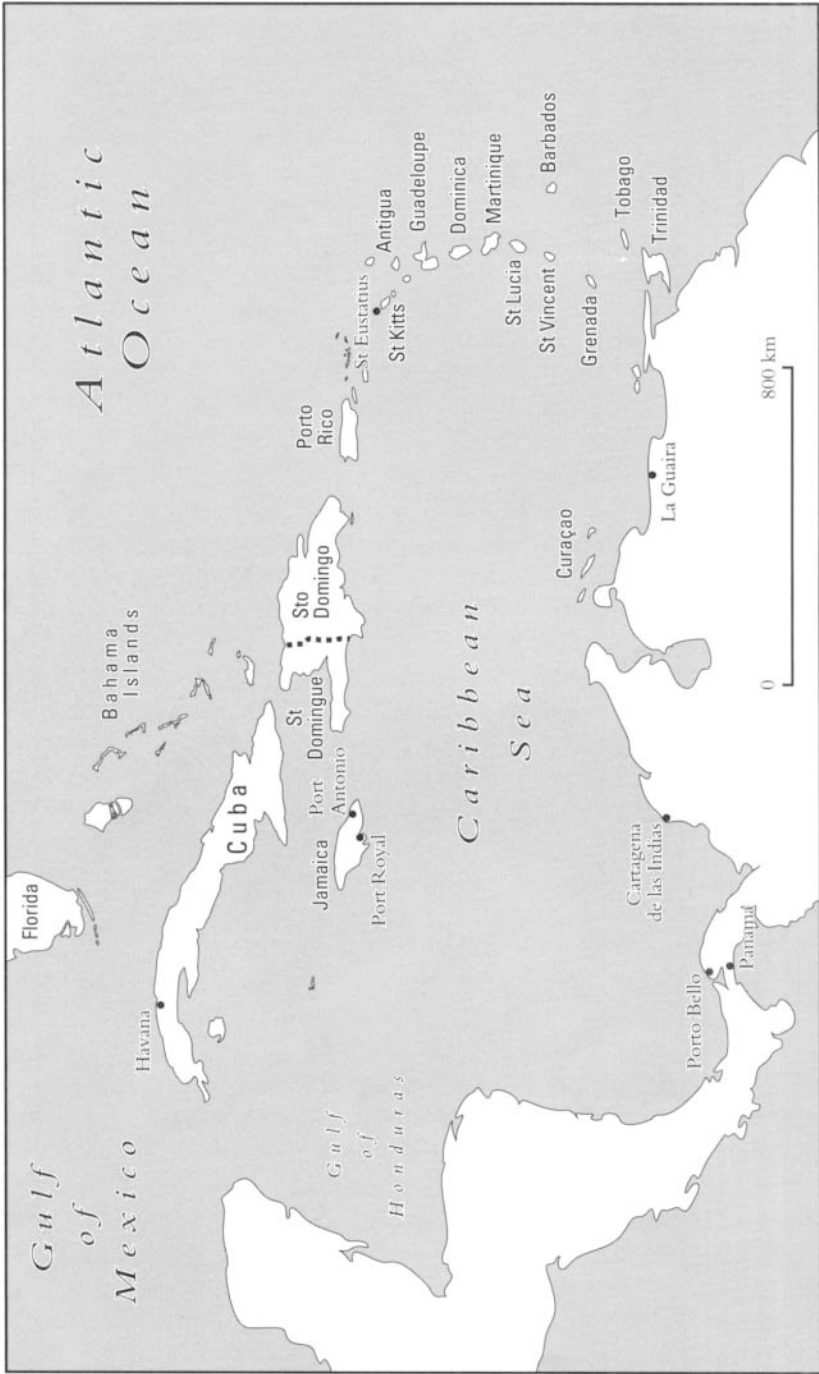 Gulf
of
Mexico
Florida
Atlantic
Ocean
Bahama
Islands
Havana
Cuba
Gulf
of
Honduras
Jamaica
Port
Antonio
Port Royal
St
Domingue
Sto
Domingo
Porto
Rico
St Eustatius
St Kitts
Antigua
Guadeloupe
Dominica
Martinique
St Lucia
St Vincent
Barbados
Grenada
Tobago
Trinidad
Caribbean
Sea
Curaçao
La Guaira
Cartagena
de las Indias
Porto Bello
Panamá
0 800 km